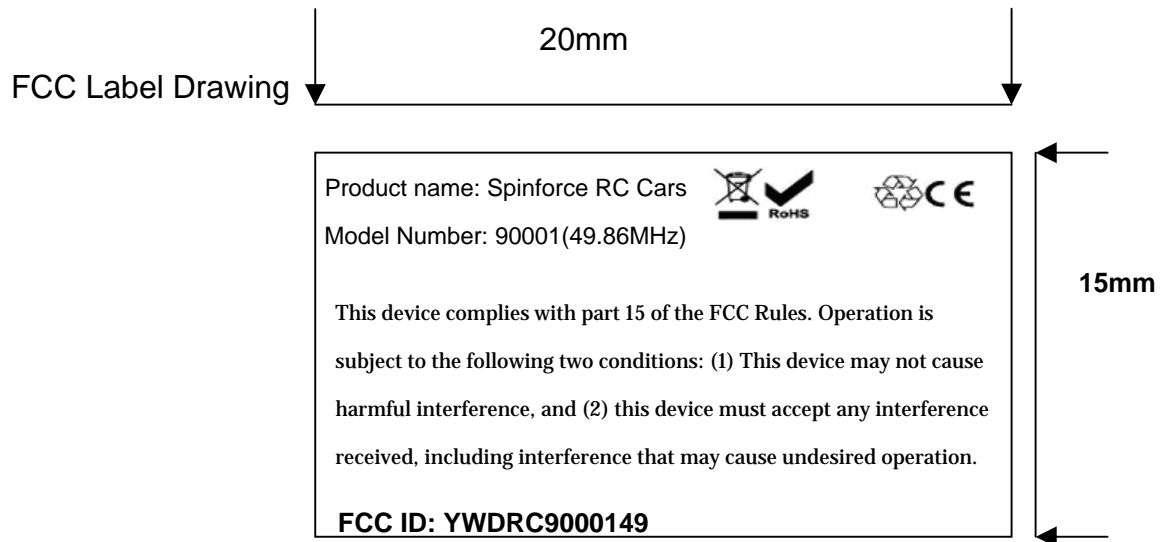 20mm
FCC Label Drawing
Product name: Spinforce RC Cars
RoHS
CE
Model Number: 90001(49.86MHz)
15mm
This device complies with part 15 of the FCC Rules. Operation is
subject to the following two conditions: (1) This device may not cause
harmful interference, and (2) this device must accept any interference
received, including interference that may cause undesired operation.
FCC ID: YWDRC9000149